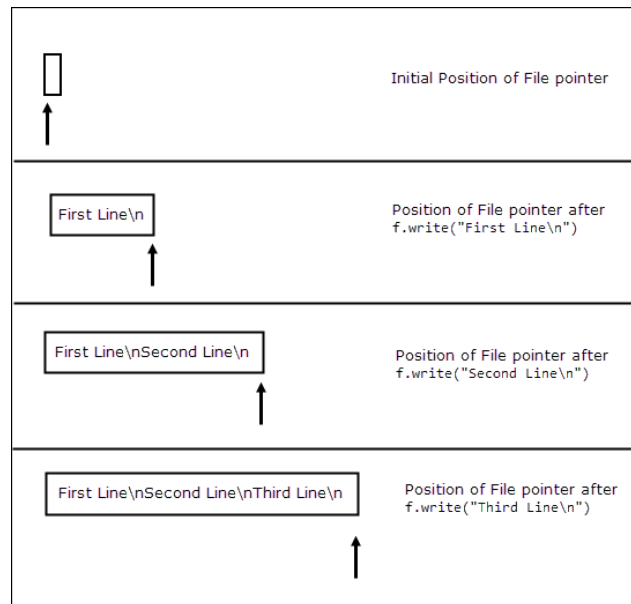 Initial Position of File pointer
First Line\n
Position of File pointer after
f.write("First Line\n")
First Line\nSecond Line\n
Position of File pointer after
f.write("Second Line\n")
First Line\nSecond Line\nThird Line\n
Position of File pointer after
f.write("Third Line\n")